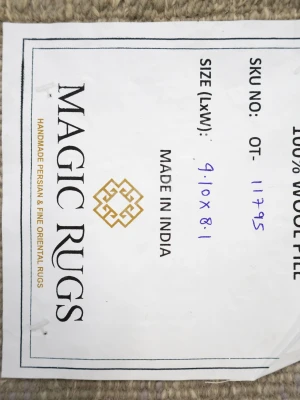 100% WOOL PILE
SKU NO: OT- 11795
SIZE (LxW): 9.10 X 8.1
MADE IN INDIA
MAGIC RUGS
HANDMADE PERSIAN & FINE ORIENTAL RUGS